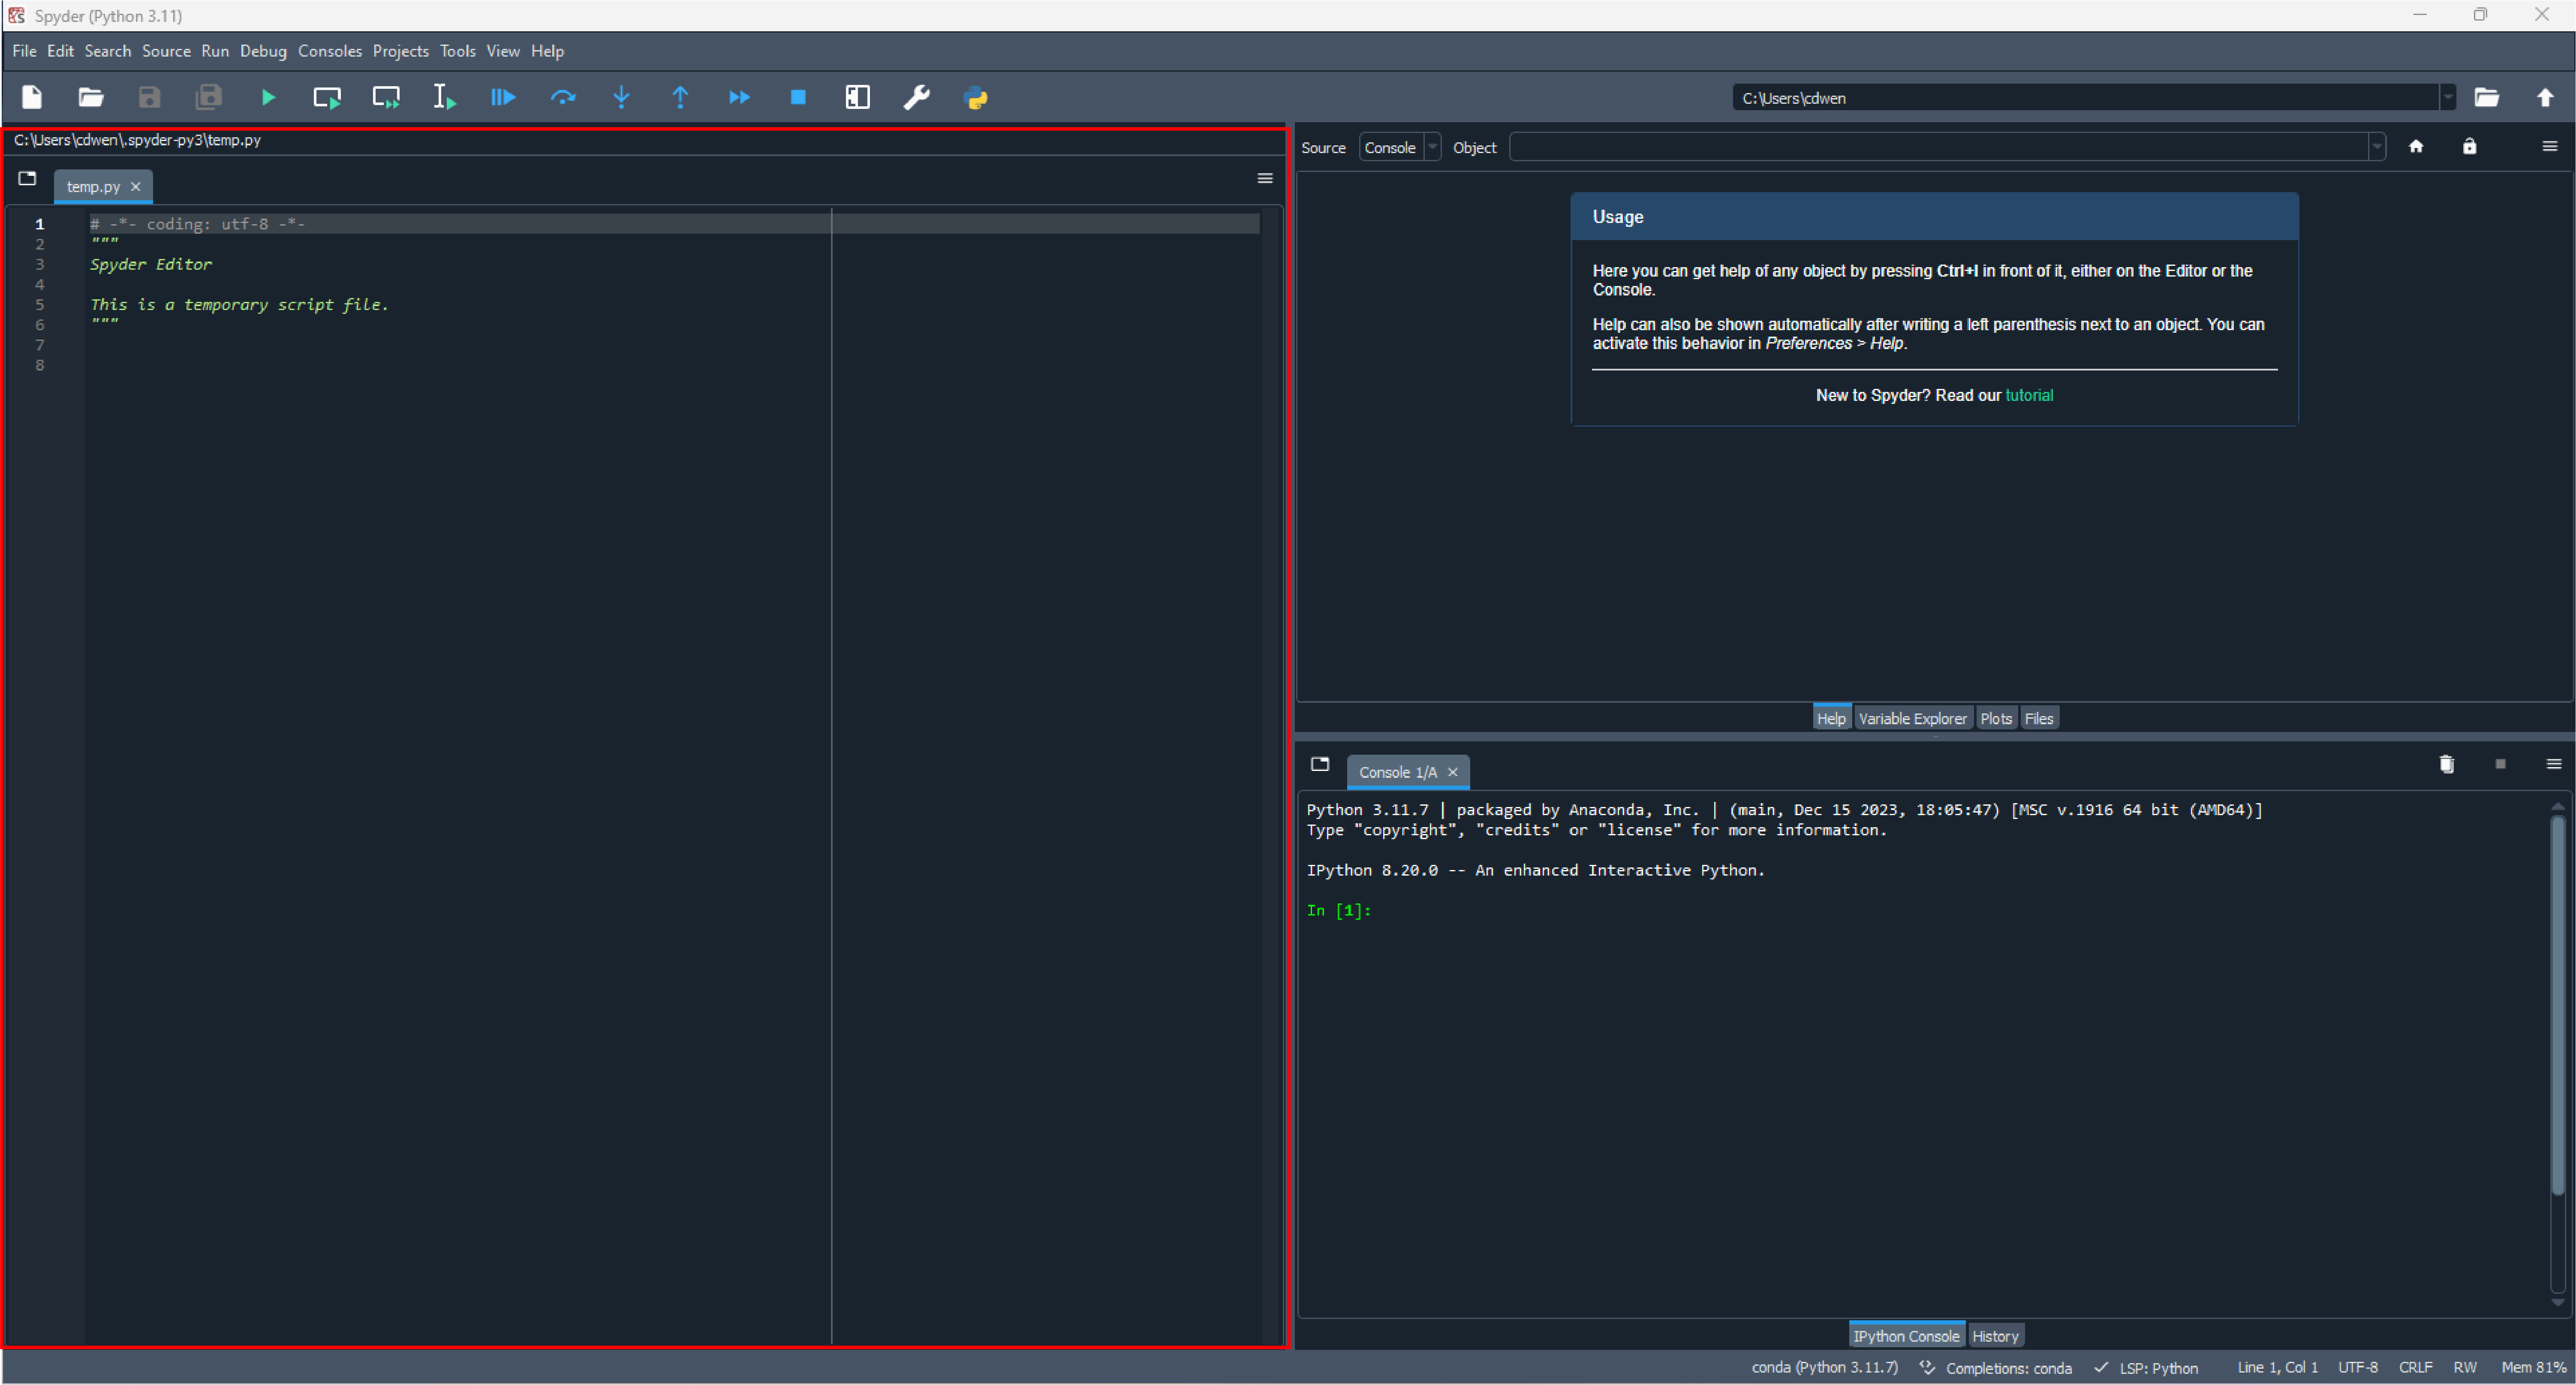 Spyder (Python 3.11)
File Edit Search Source Run Debug Consoles Projects Tools View Help
C:\Users\cdwen
C:\Users\cdwen\.spyder-py3\temp.py
temp.py
1 # -*- coding: utf-8 -*-
2 """
3 Spyder Editor
4
5 This is a temporary script file.
6 """
7
8
Source Console Object
Usage
Here you can get help of any object by pressing Ctrl+I in front of it, either on the Editor or the
Console.
Help can also be shown automatically after writing a left parenthesis next to an object. You can
activate this behavior in Preferences > Help.
New to Spyder? Read our tutorial
Help Variable Explorer Plots Files
Console 1/A
Python 3.11.7 | packaged by Anaconda, Inc. | (main, Dec 15 2023, 18:05:47) [MSC v.1916 64 bit (AMD64)]
Type "copyright", "credits" or "license" for more information.
IPython 8.20.0 -- An enhanced Interactive Python.
In [1]:
IPython Console History
conda (Python 3.11.7) Completions: conda LSP: Python Line 1, Col 1 UTF-8 CRLF RW Mem 81%